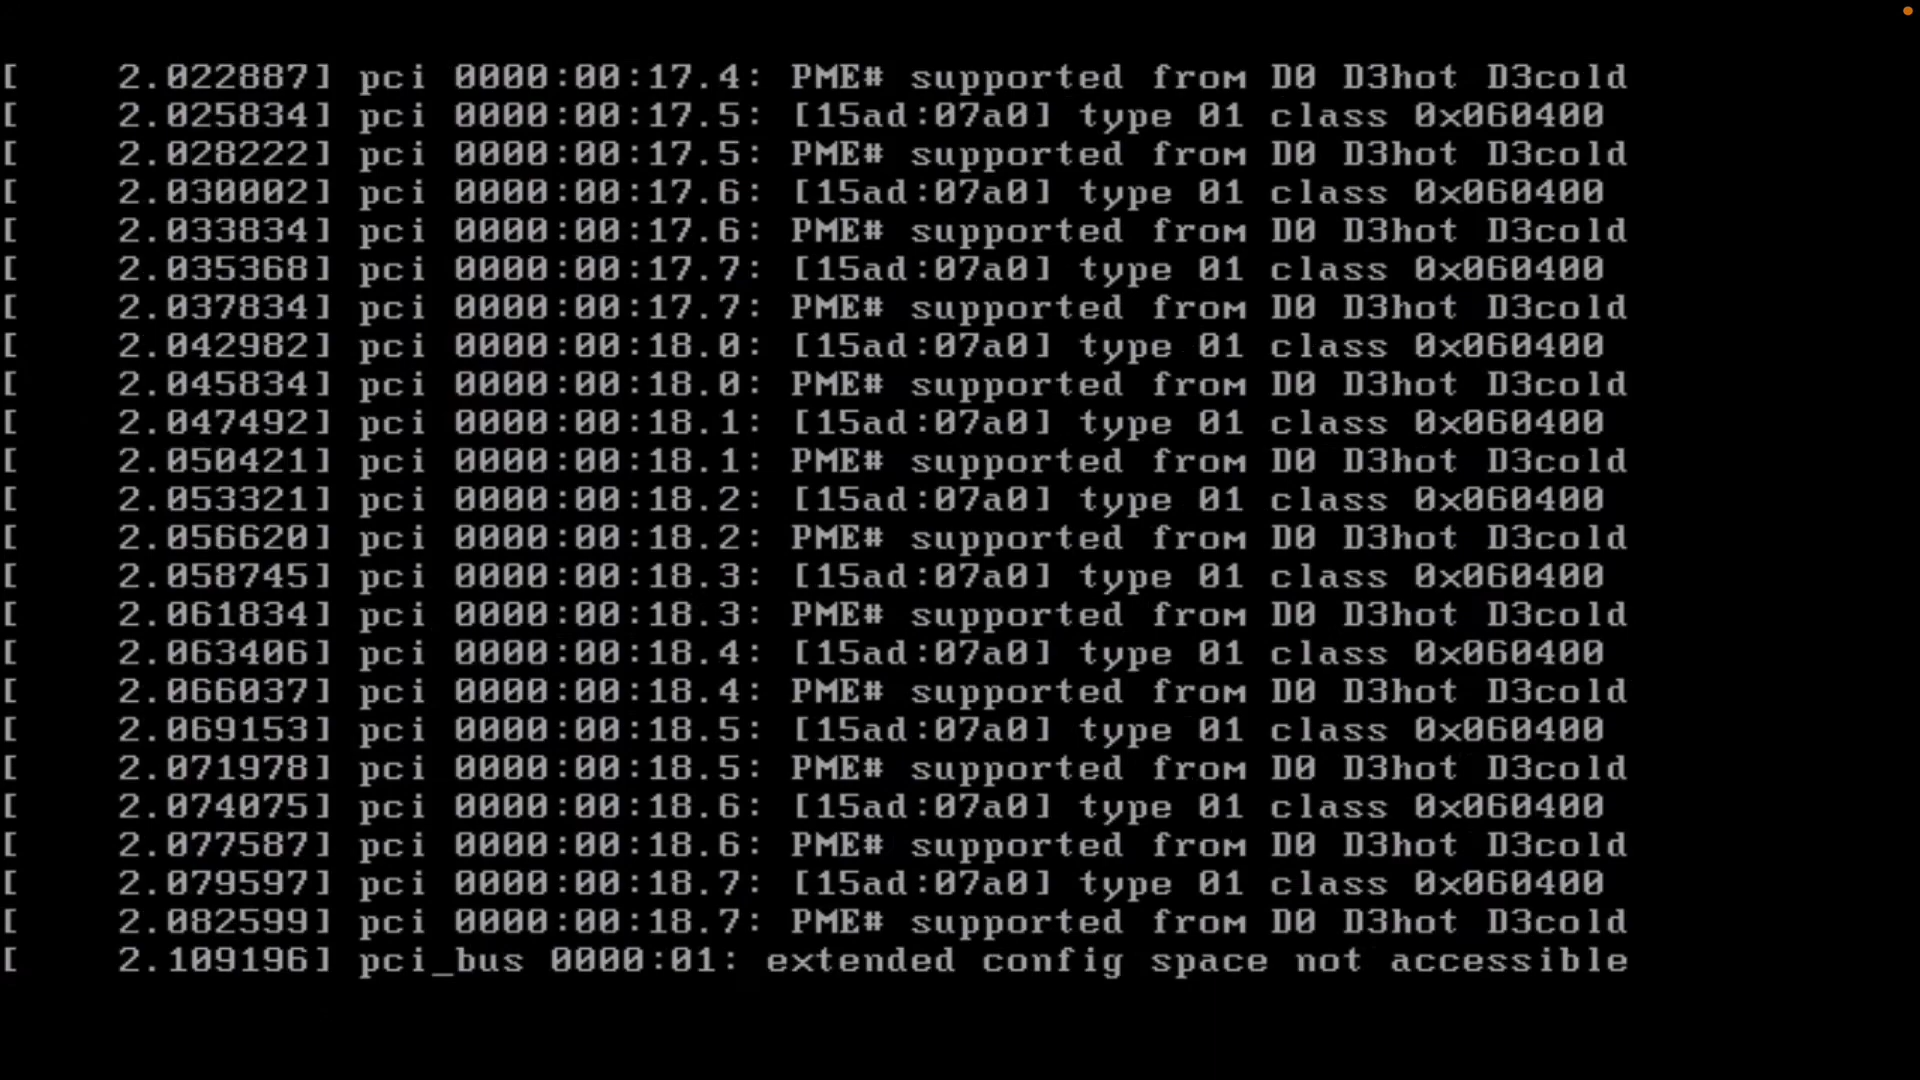 [    2.022887] pci 0000:00:17.4: PME# supported from D0 D3hot D3cold
[    2.025834] pci 0000:00:17.5: [15ad:07a0] type 01 class 0x060400
[    2.028222] pci 0000:00:17.5: PME# supported from D0 D3hot D3cold
[    2.030002] pci 0000:00:17.6: [15ad:07a0] type 01 class 0x060400
[    2.033834] pci 0000:00:17.6: PME# supported from D0 D3hot D3cold
[    2.035368] pci 0000:00:17.7: [15ad:07a0] type 01 class 0x060400
[    2.037834] pci 0000:00:17.7: PME# supported from D0 D3hot D3cold
[    2.042982] pci 0000:00:18.0: [15ad:07a0] type 01 class 0x060400
[    2.045834] pci 0000:00:18.0: PME# supported from D0 D3hot D3cold
[    2.047492] pci 0000:00:18.1: [15ad:07a0] type 01 class 0x060400
[    2.050421] pci 0000:00:18.1: PME# supported from D0 D3hot D3cold
[    2.053321] pci 0000:00:18.2: [15ad:07a0] type 01 class 0x060400
[    2.056620] pci 0000:00:18.2: PME# supported from D0 D3hot D3cold
[    2.058745] pci 0000:00:18.3: [15ad:07a0] type 01 class 0x060400
[    2.061834] pci 0000:00:18.3: PME# supported from D0 D3hot D3cold
[    2.063406] pci 0000:00:18.4: [15ad:07a0] type 01 class 0x060400
[    2.066037] pci 0000:00:18.4: PME# supported from D0 D3hot D3cold
[    2.069153] pci 0000:00:18.5: [15ad:07a0] type 01 class 0x060400
[    2.071978] pci 0000:00:18.5: PME# supported from D0 D3hot D3cold
[    2.074075] pci 0000:00:18.6: [15ad:07a0] type 01 class 0x060400
[    2.077587] pci 0000:00:18.6: PME# supported from D0 D3hot D3cold
[    2.079597] pci 0000:00:18.7: [15ad:07a0] type 01 class 0x060400
[    2.082599] pci 0000:00:18.7: PME# supported from D0 D3hot D3cold
[    2.109196] pci_bus 0000:01: extended config space not accessible